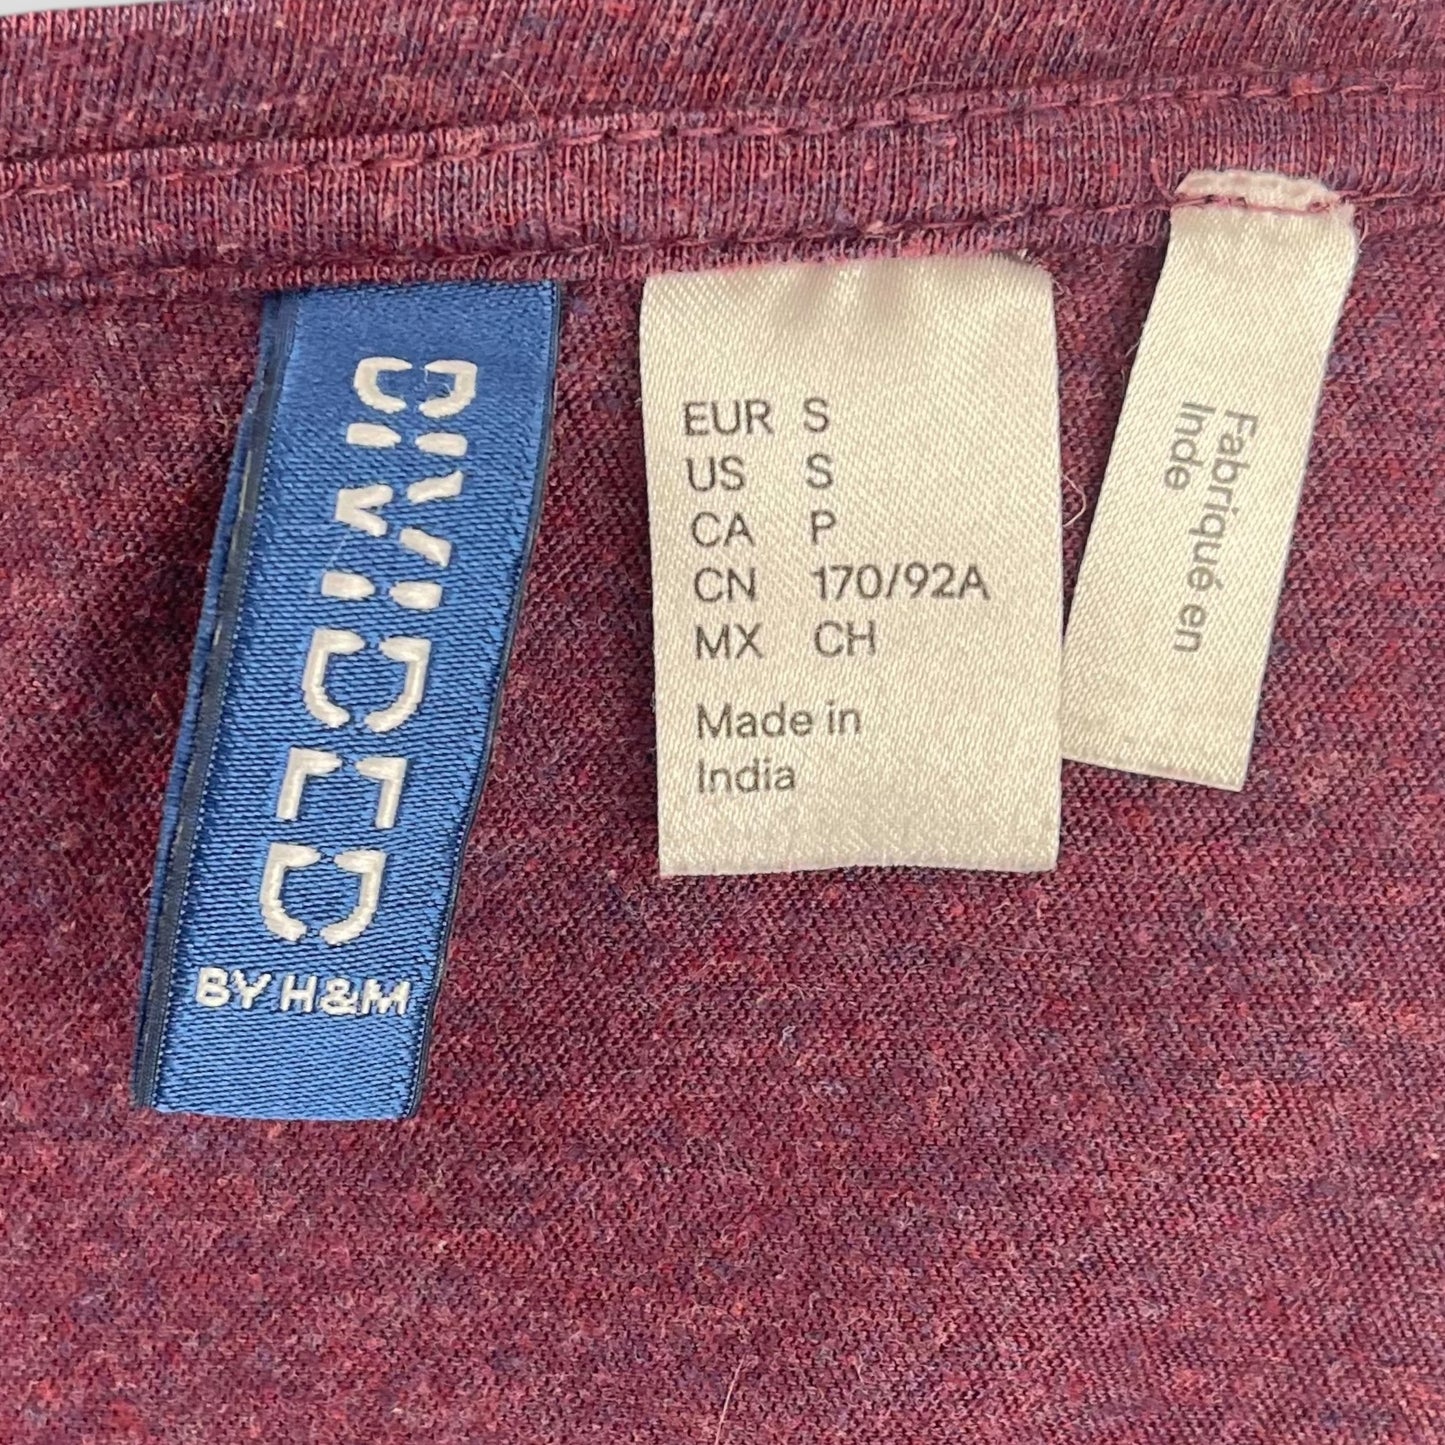 DIVIDED
BY H&M
EUR S
US S
CA P
CN 170/92A
MX CH
Made in
India
Fabriqué en
Inde